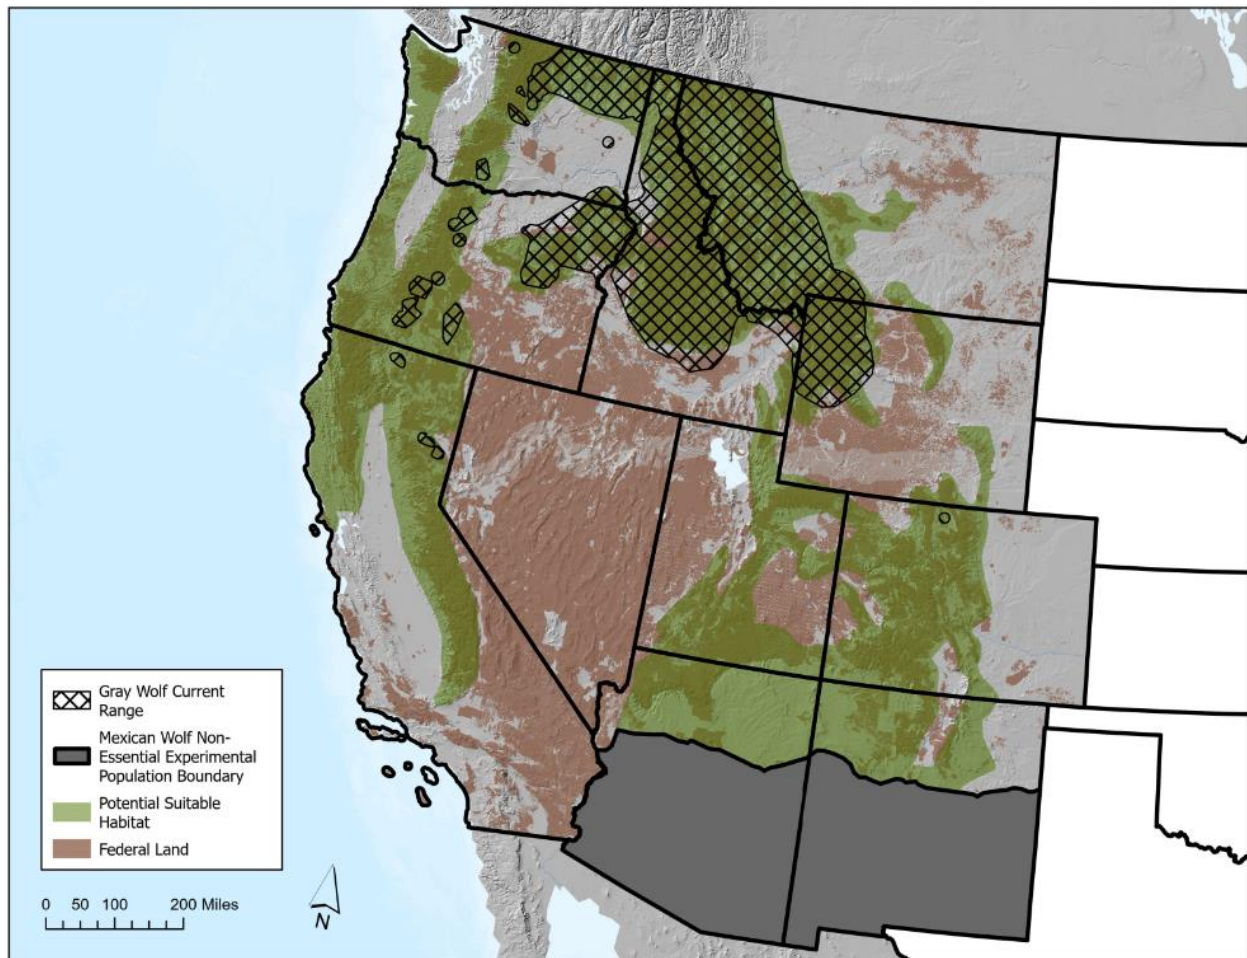 Gray Wolf Current
Range
Mexican Wolf Non-
Essential Experimental
Population Boundary
Potential Suitable
Habitat
Federal Land
0 50 100 200 Miles
N